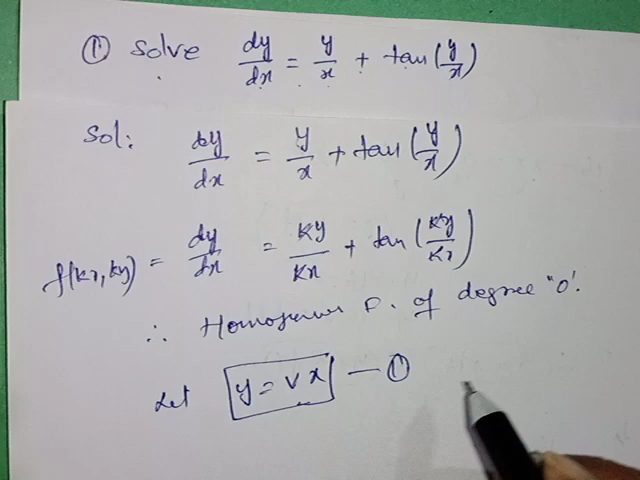 ① Solve dy/dx = y/x + tan(y/x)
Sol: dy/dx = y/x + tan(y/x)
f(kx, ky) = dy/dx = ky/kx + tan(ky/kx)
∴ Homogeneous F. of degree "0".
Let y = vx — ①